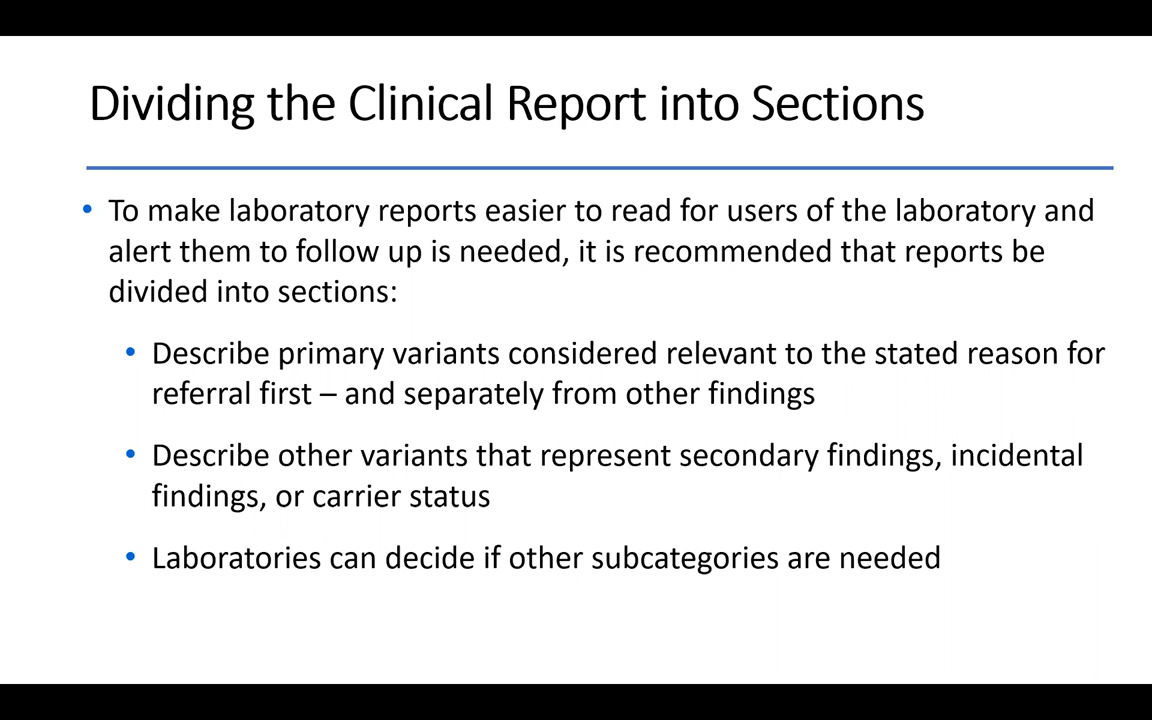 Dividing the Clinical Report into Sections
• To make laboratory reports easier to read for users of the laboratory and
alert them to follow up is needed, it is recommended that reports be
divided into sections:
• Describe primary variants considered relevant to the stated reason for
referral first – and separately from other findings
• Describe other variants that represent secondary findings, incidental
findings, or carrier status
• Laboratories can decide if other subcategories are needed